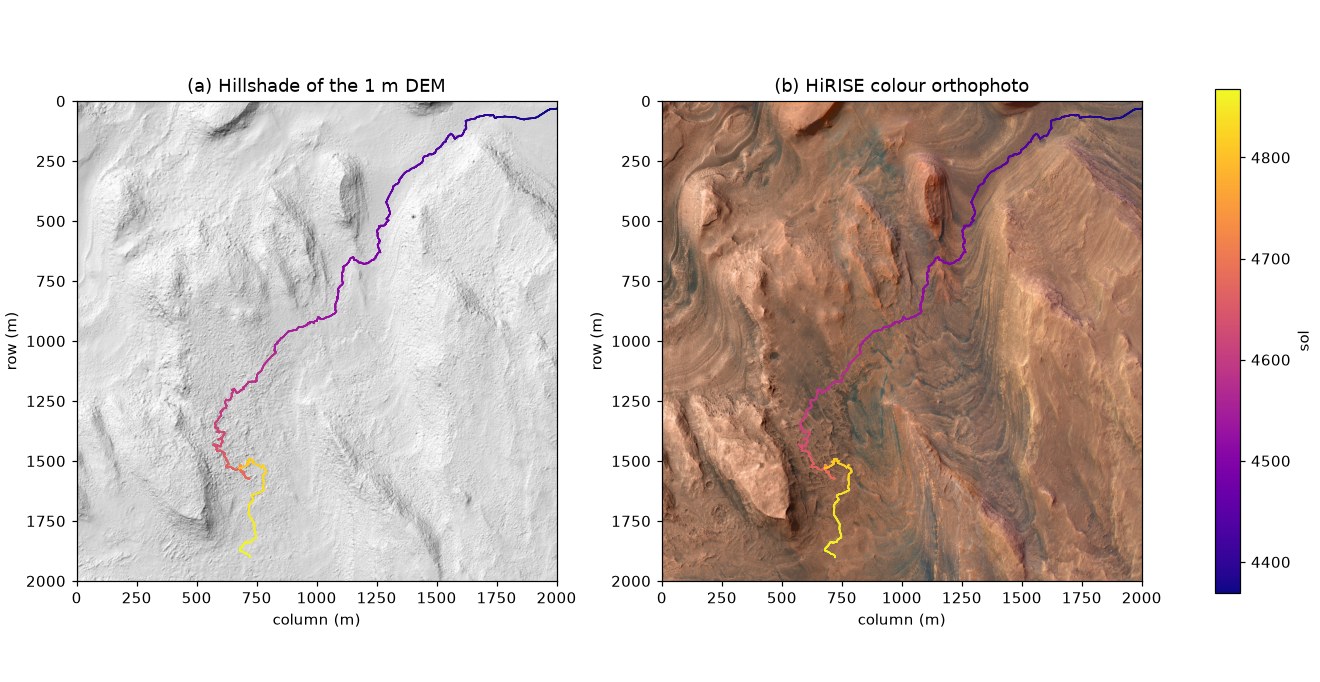 (a) Hillshade of the 1 m DEM
(b) HiRISE colour orthophoto
0
250
500
750
1000
1250
1500
1750
2000
row (m)
0 250 500 750 1000 1250 1500 1750 2000
column (m)
0
250
500
750
1000
1250
1500
1750
2000
row (m)
0 250 500 750 1000 1250 1500 1750 2000
column (m)
4800
4700
4600
4500
4400
sol